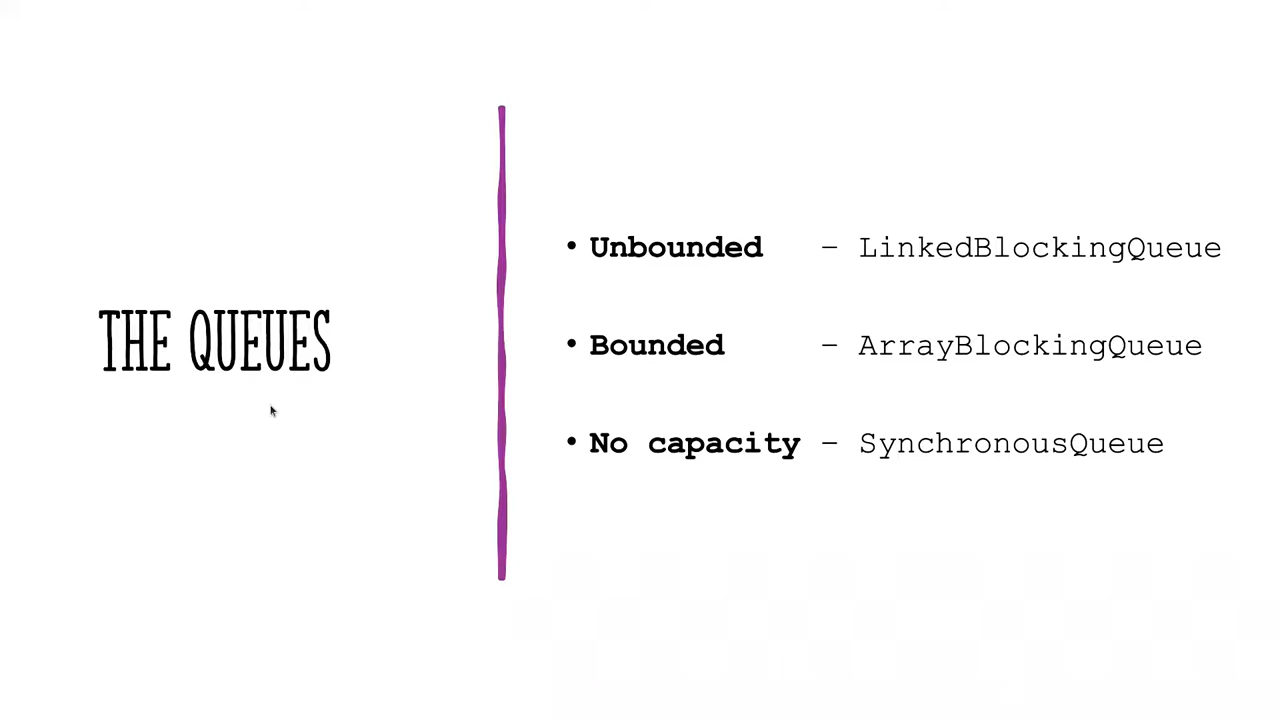 THE QUEUES
• Unbounded – LinkedBlockingQueue
• Bounded – ArrayBlockingQueue
• No capacity – SynchronousQueue